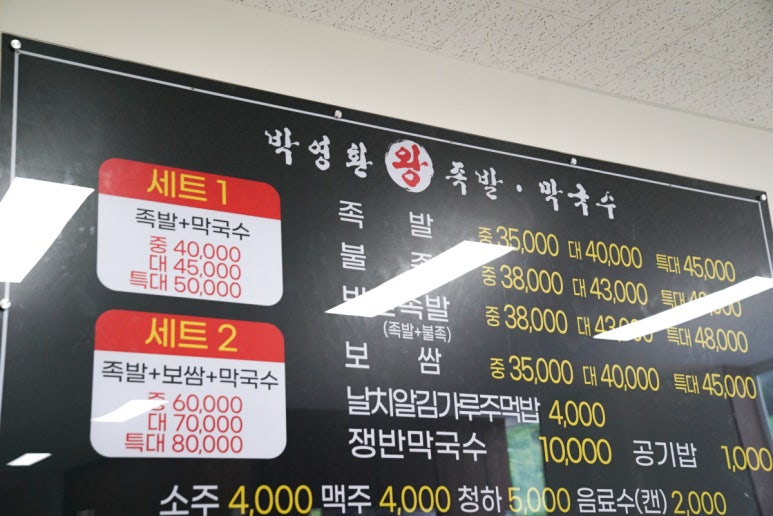 박영환 왕 족발·막국수
세트 1
족발+막국수
중 40,000
대 45,000
특대 50,000
세트 2
족발+보쌈+막국수
중 60,000
대 70,000
특대 80,000
족 발 중 35,000 대 40,000 특대 45,000
불 중 38,000 대 43,000 특대
중 38,000 대 특대 48,000
(족발+불족)
보 쌈 중 35,000 대 40,000 특대 45,000
날치알김가루주먹밥 4,000
쟁반막국수 10,000 공기밥 1,000
소주 4,000 맥주 4,000 청하 5,000 음료수(캔) 2,000